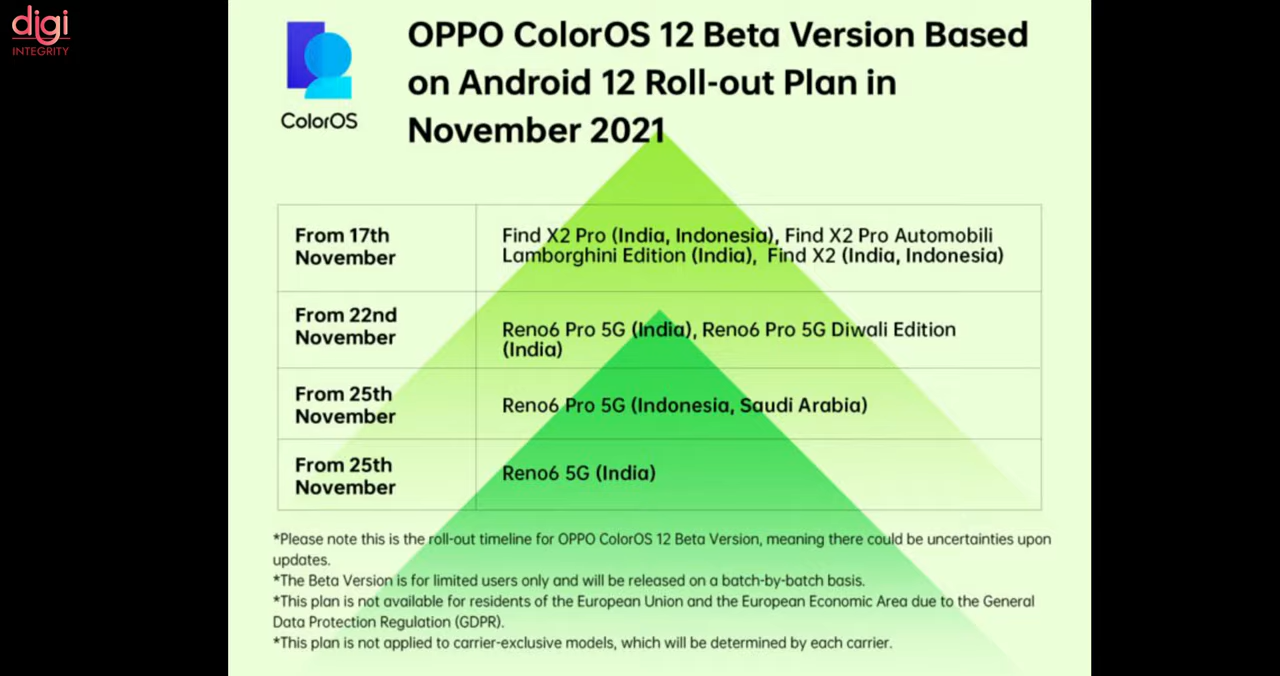 digi
INTEGRITY
ColorOS
OPPO ColorOS 12 Beta Version Based
on Android 12 Roll-out Plan in
November 2021
From 17th
November
Find X2 Pro (India, Indonesia), Find X2 Pro Automobili
Lamborghini Edition (India), Find X2 (India, Indonesia)
From 22nd
November
Reno6 Pro 5G (India), Reno6 Pro 5G Diwali Edition
(India)
From 25th
November
Reno6 Pro 5G (Indonesia, Saudi Arabia)
From 25th
November
Reno6 5G (India)
*Please note this is the roll-out timeline for OPPO ColorOS 12 Beta Version, meaning there could be uncertainties upon
updates.
*The Beta Version is for limited users only and will be released on a batch-by-batch basis.
*This plan is not available for residents of the European Union and the European Economic Area due to the General
Data Protection Regulation (GDPR).
*This plan is not applied to carrier-exclusive models, which will be determined by each carrier.